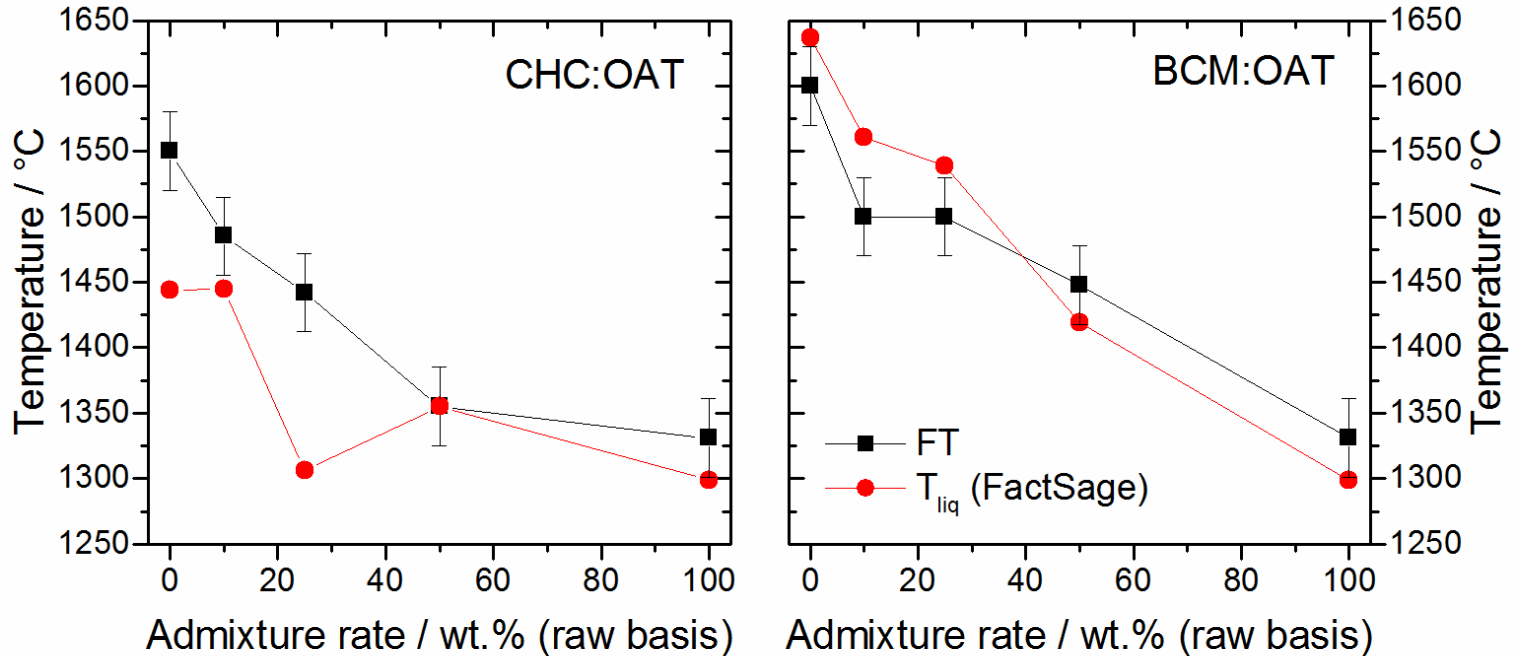 CHC:OAT
1650
1600
1550
1500
1450
1400
1350
1300
1250
Temperature / °C
0 20 40 60 80 100
Admixture rate / wt.% (raw basis)
BCM:OAT
FT
T_liq (FactSage)
1650
1600
1550
1500
1450
1400
1350
1300
1250
Temperature / °C
0 20 40 60 80 100
Admixture rate / wt.% (raw basis)